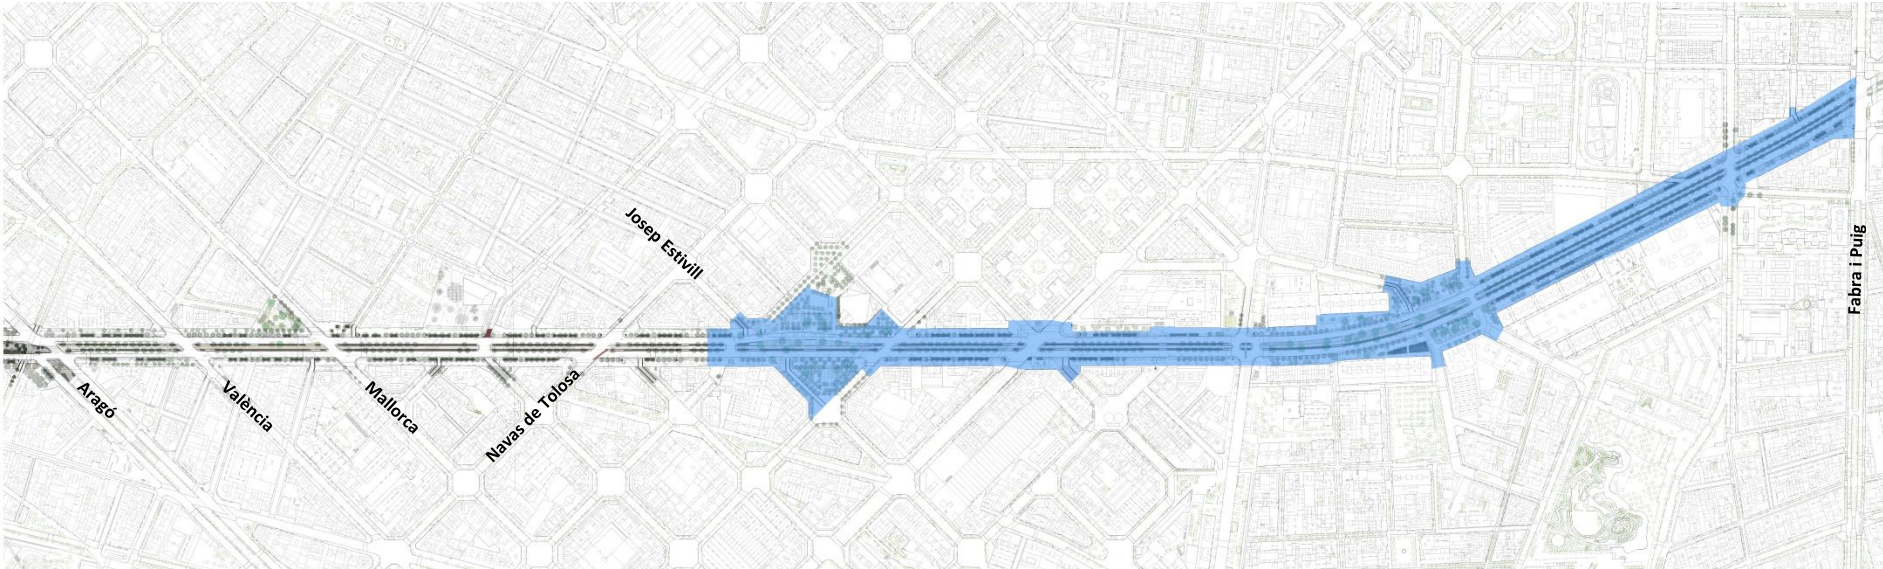 Aragó
València
Mallorca
Navas de Tolosa
Josep Estivill
Fabra i Puig